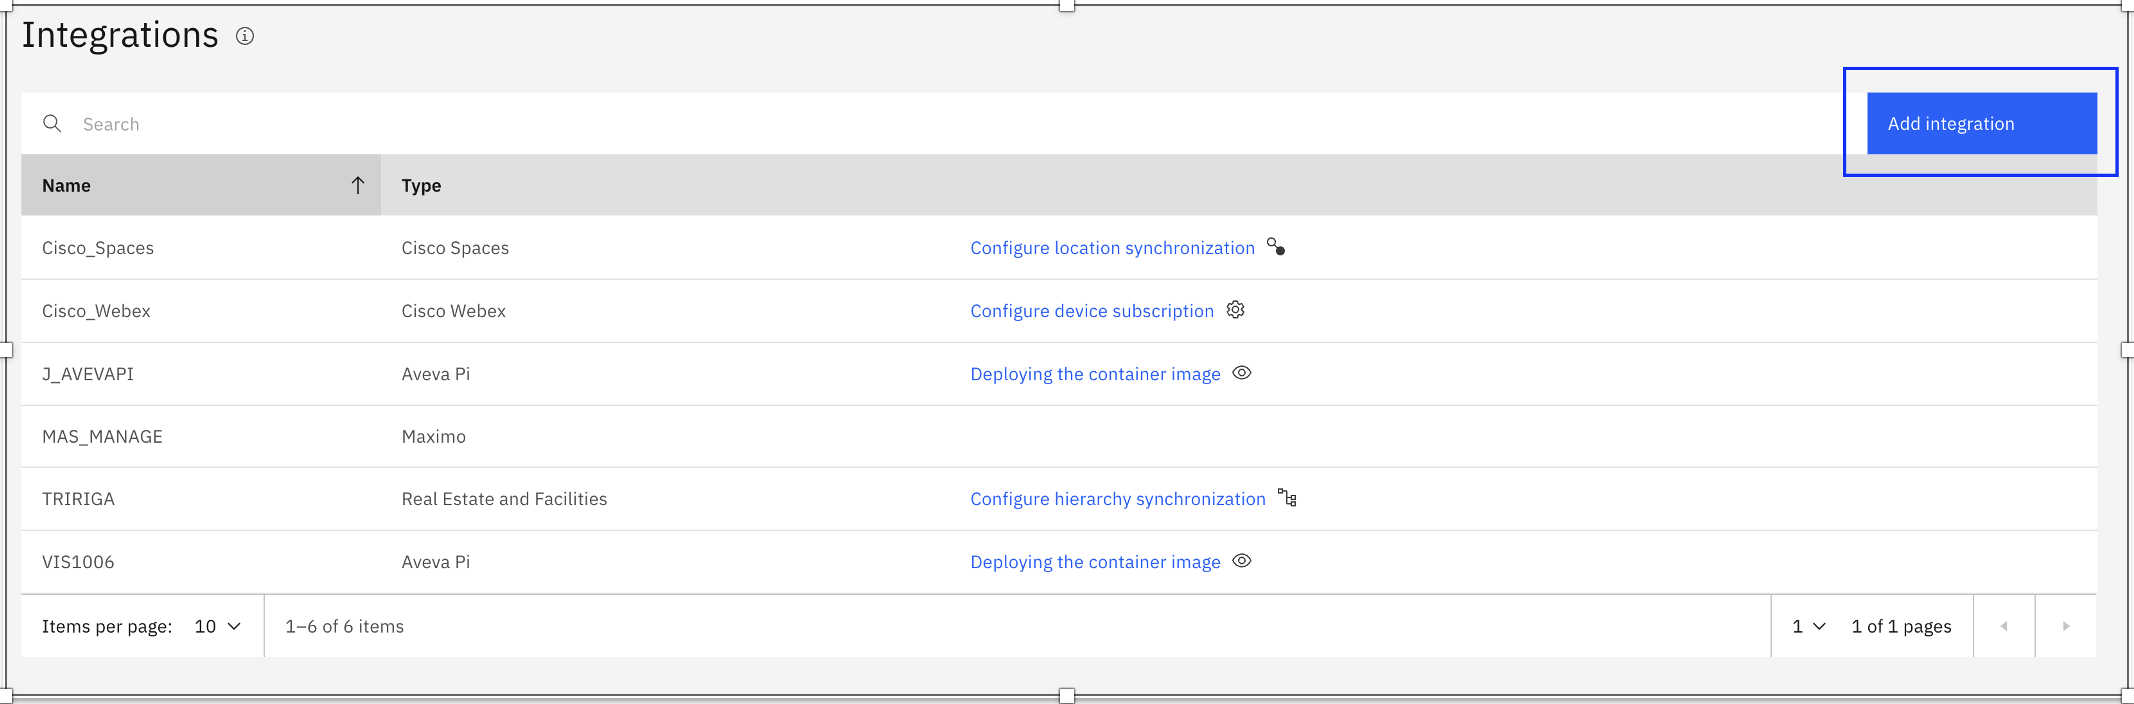 Integrations
Search
Add integration
Name Type
Cisco_Spaces Cisco Spaces Configure location synchronization
Cisco_Webex Cisco Webex Configure device subscription
J_AVEVAPI Aveva Pi Deploying the container image
MAS_MANAGE Maximo
TRIRIGA Real Estate and Facilities Configure hierarchy synchronization
VIS1006 Aveva Pi Deploying the container image
Items per page: 10 1–6 of 6 items 1 1 of 1 pages